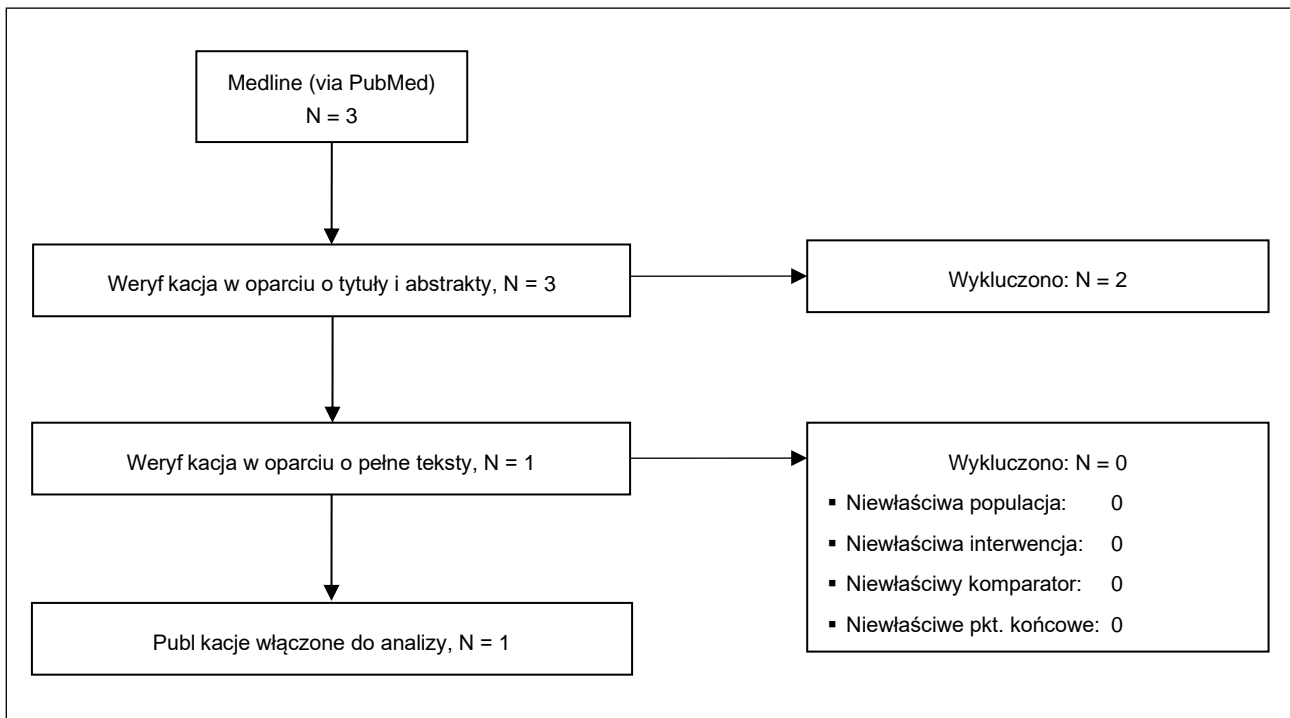 Medline (via PubMed)
N = 3
Weryf kacja w oparciu o tytuły i abstrakty, N = 3
Wykluczono: N = 2
Weryf kacja w oparciu o pełne teksty, N = 1
Wykluczono: N = 0
▪ Niewłaściwa populacja: 0
▪ Niewłaściwa interwencja: 0
▪ Niewłaściwy komparator: 0
▪ Niewłaściwe pkt. końcowe: 0
Publ kacje włączone do analizy, N = 1